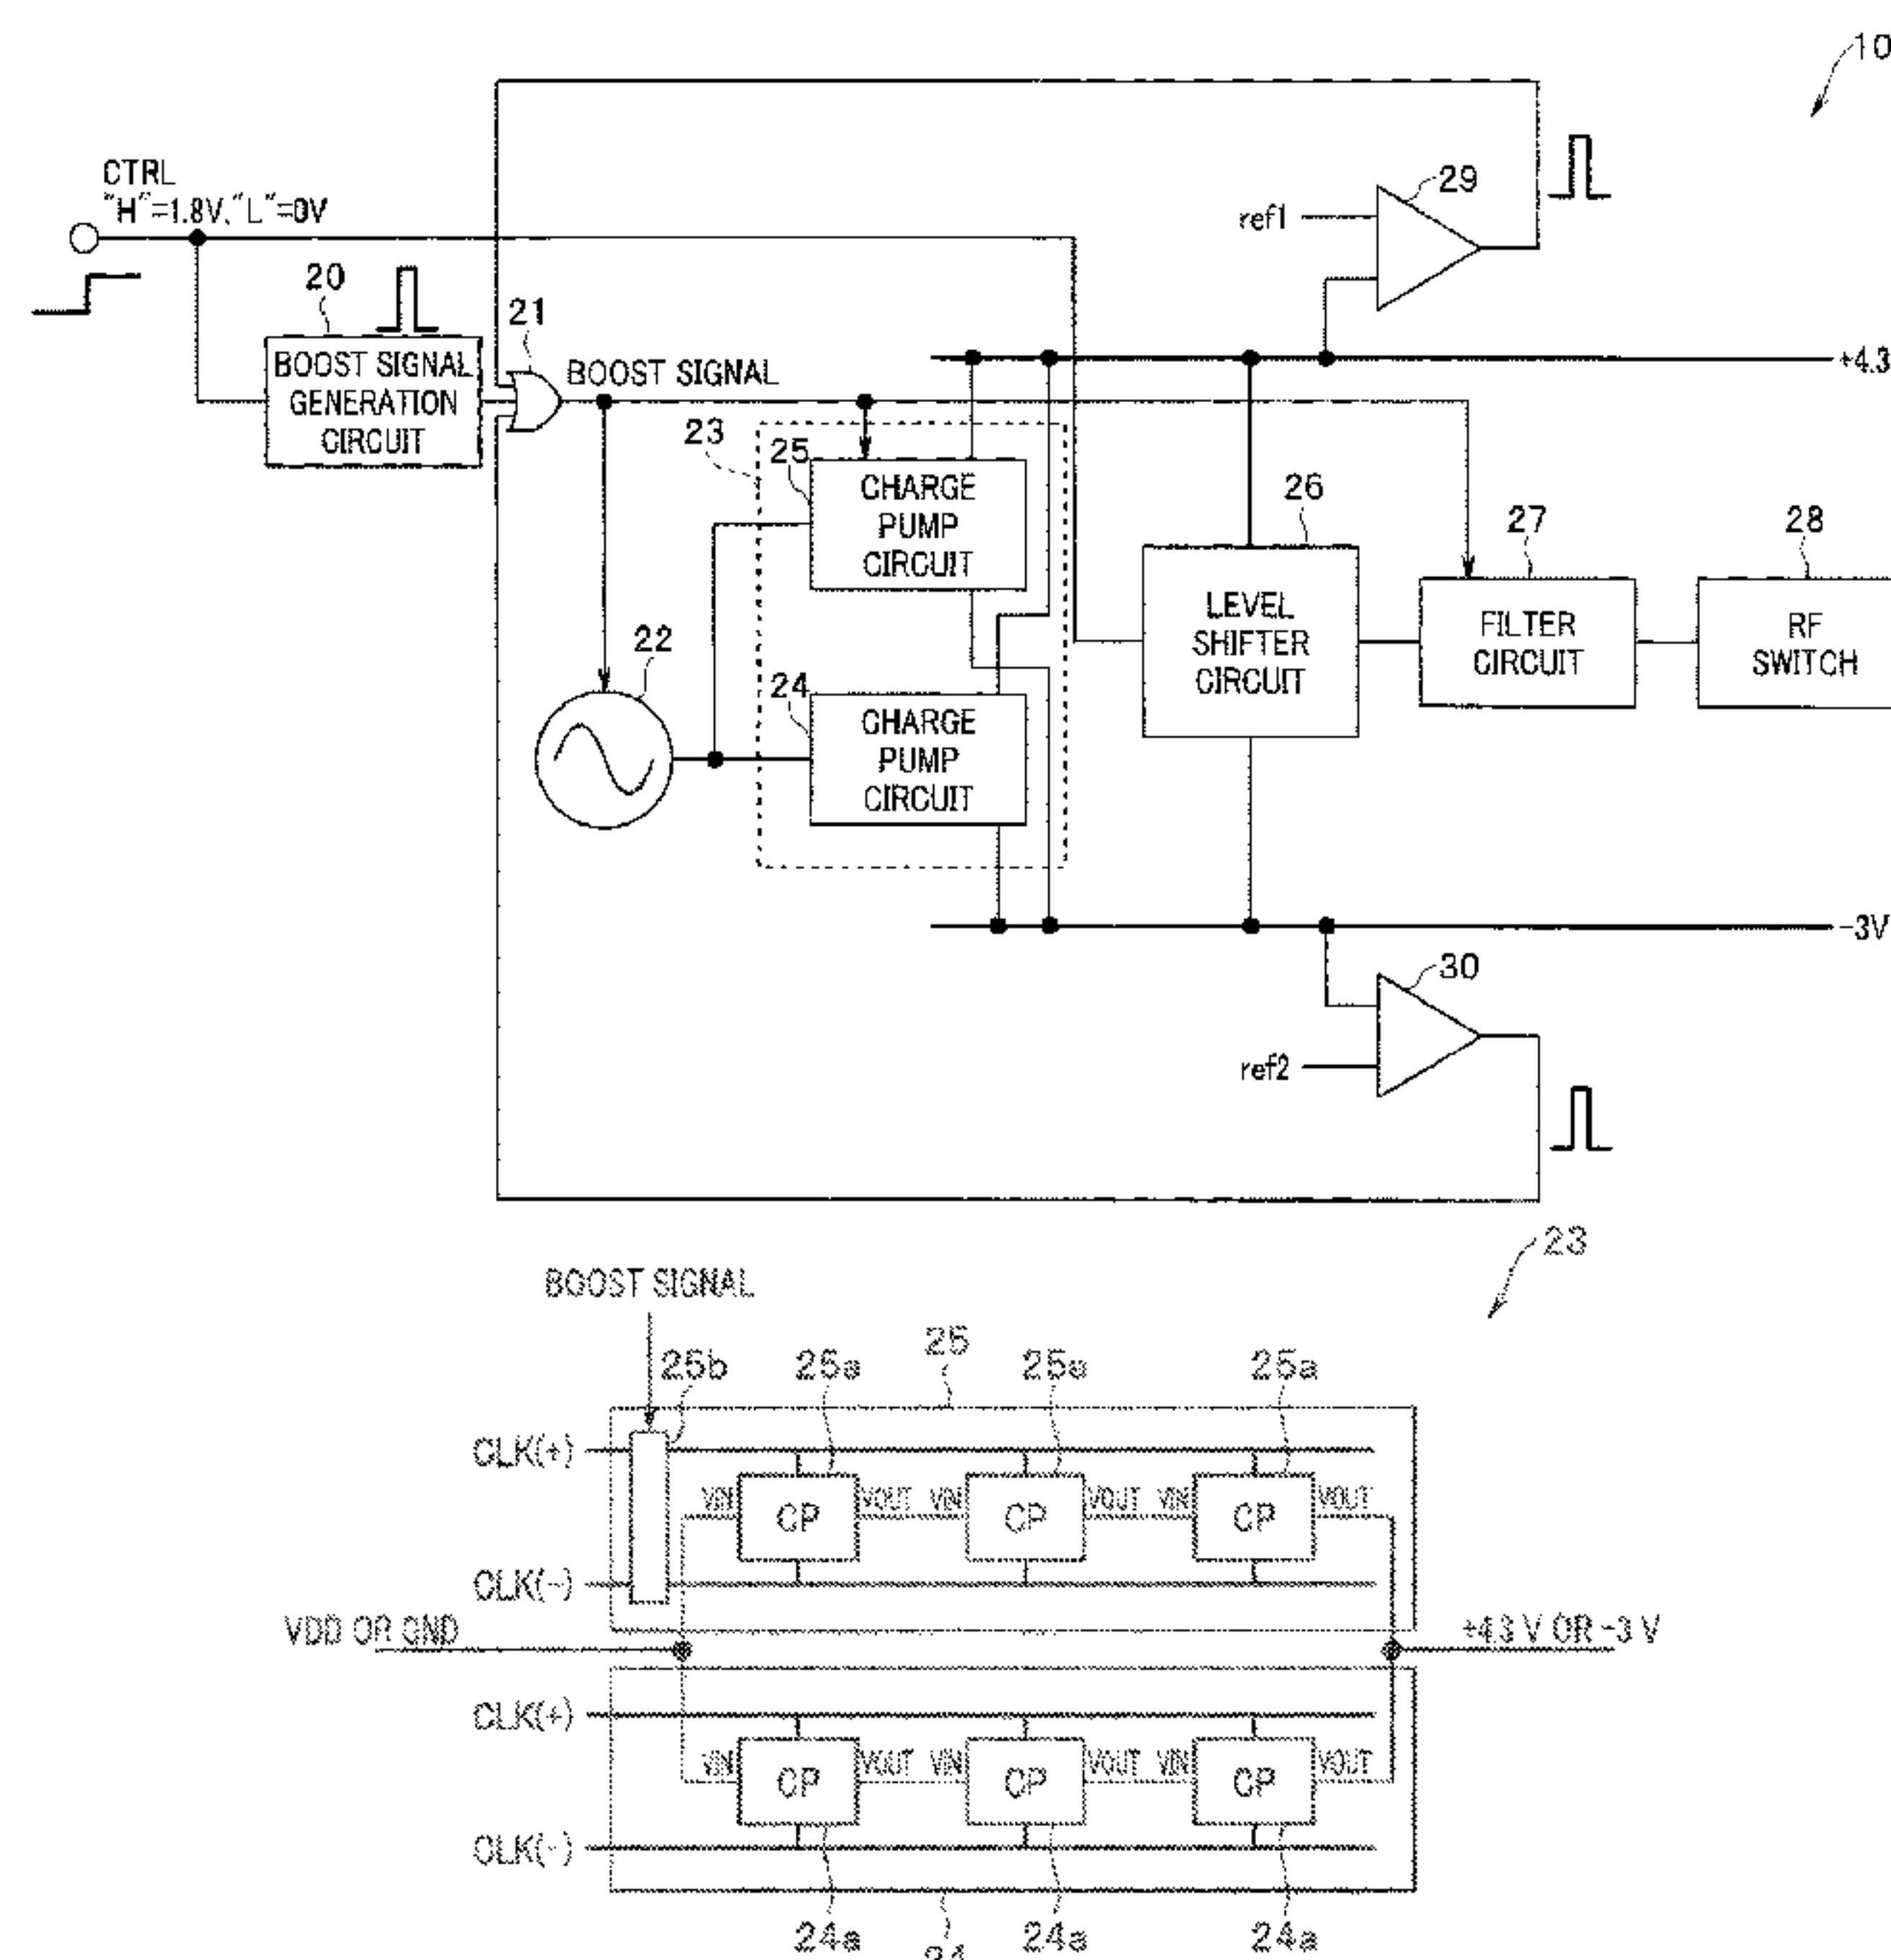 10
CTRL
"H"=1.8V,"L"=0V
29
ref1
20
21
BOOST SIGNAL
GENERATION
CIRCUIT
BOOST SIGNAL
+4.3
23
25
CHARGE
PUMP
CIRCUIT
26
27
28
LEVEL
SHIFTER
CIRCUIT
FILTER
CIRCUIT
RF
SWITCH
22
24
CHARGE
PUMP
CIRCUIT
-3V
30
ref2
23
BOOST SIGNAL
25
25b 25a 25a 25a
CLK(+)
VIN CP VOUT VIN CP VOUT VIN CP VOUT
CLK(-)
VDD OR GND
+4.3 V OR -3 V
CLK(+)
VIN CP VOUT VIN CP VOUT VIN CP VOUT
CLK(-)
24a 24a 24a
24